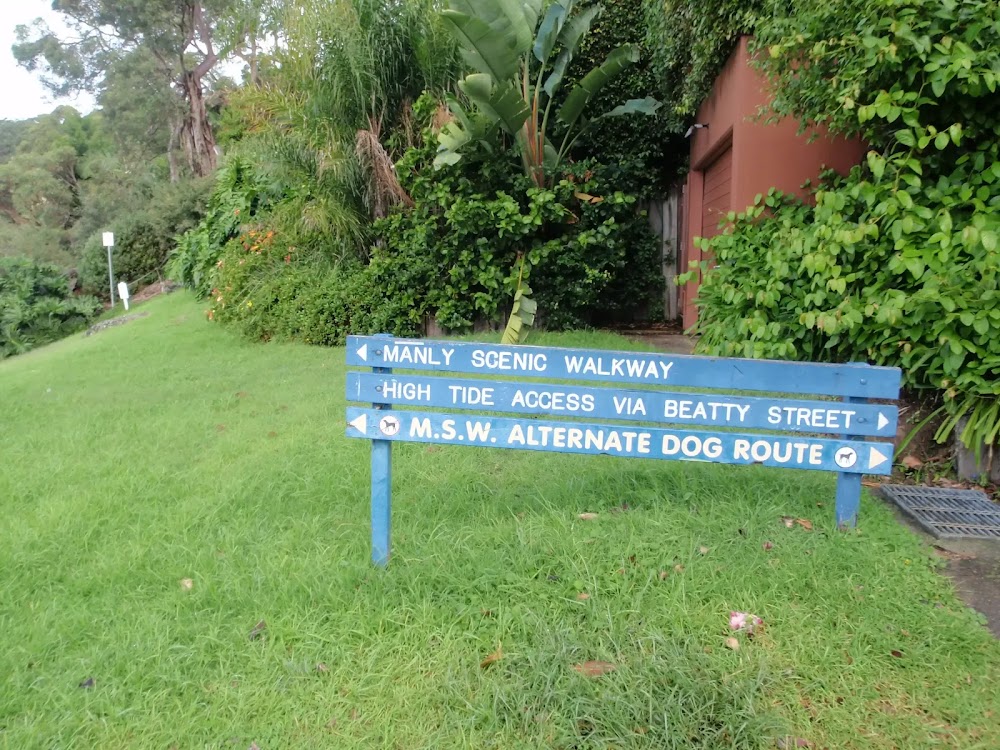 MANLY SCENIC WALKWAY
HIGH TIDE ACCESS VIA BEATTY STREET
M.S.W. ALTERNATE DOG ROUTE